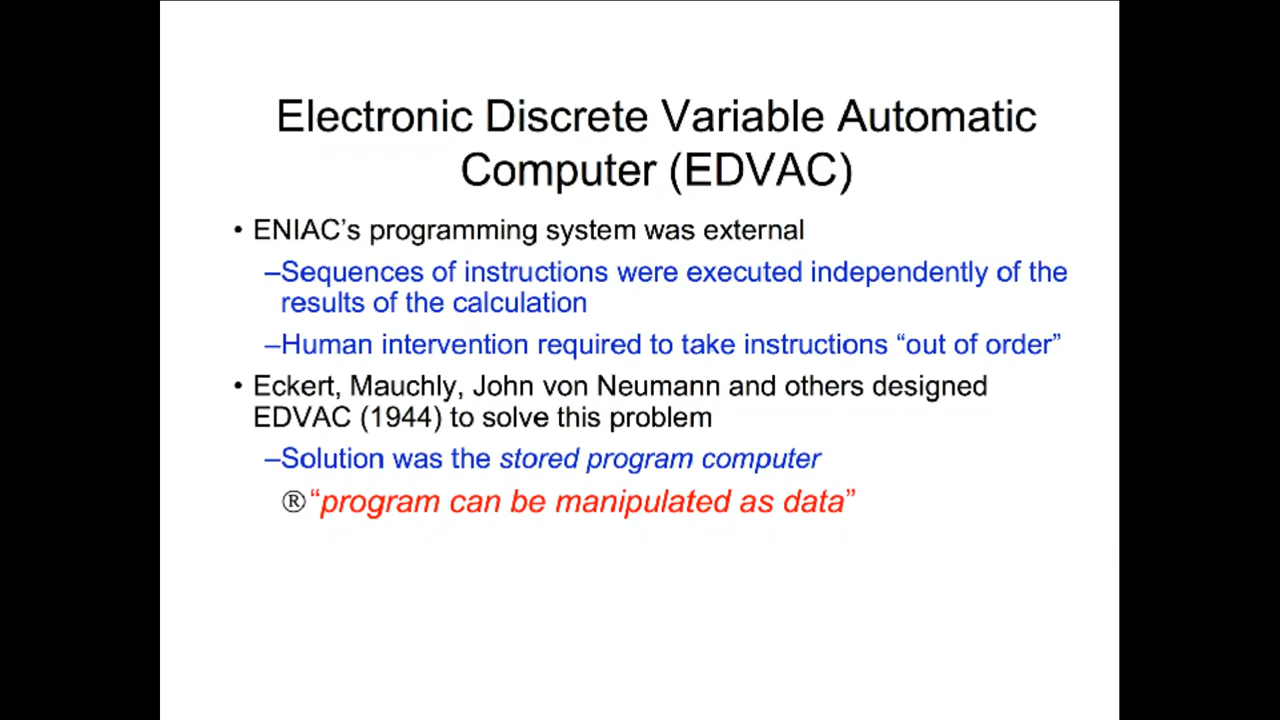 Electronic Discrete Variable Automatic
Computer (EDVAC)
• ENIAC’s programming system was external
–Sequences of instructions were executed independently of the
results of the calculation
–Human intervention required to take instructions “out of order”
• Eckert, Mauchly, John von Neumann and others designed
EDVAC (1944) to solve this problem
–Solution was the stored program computer
®“program can be manipulated as data”